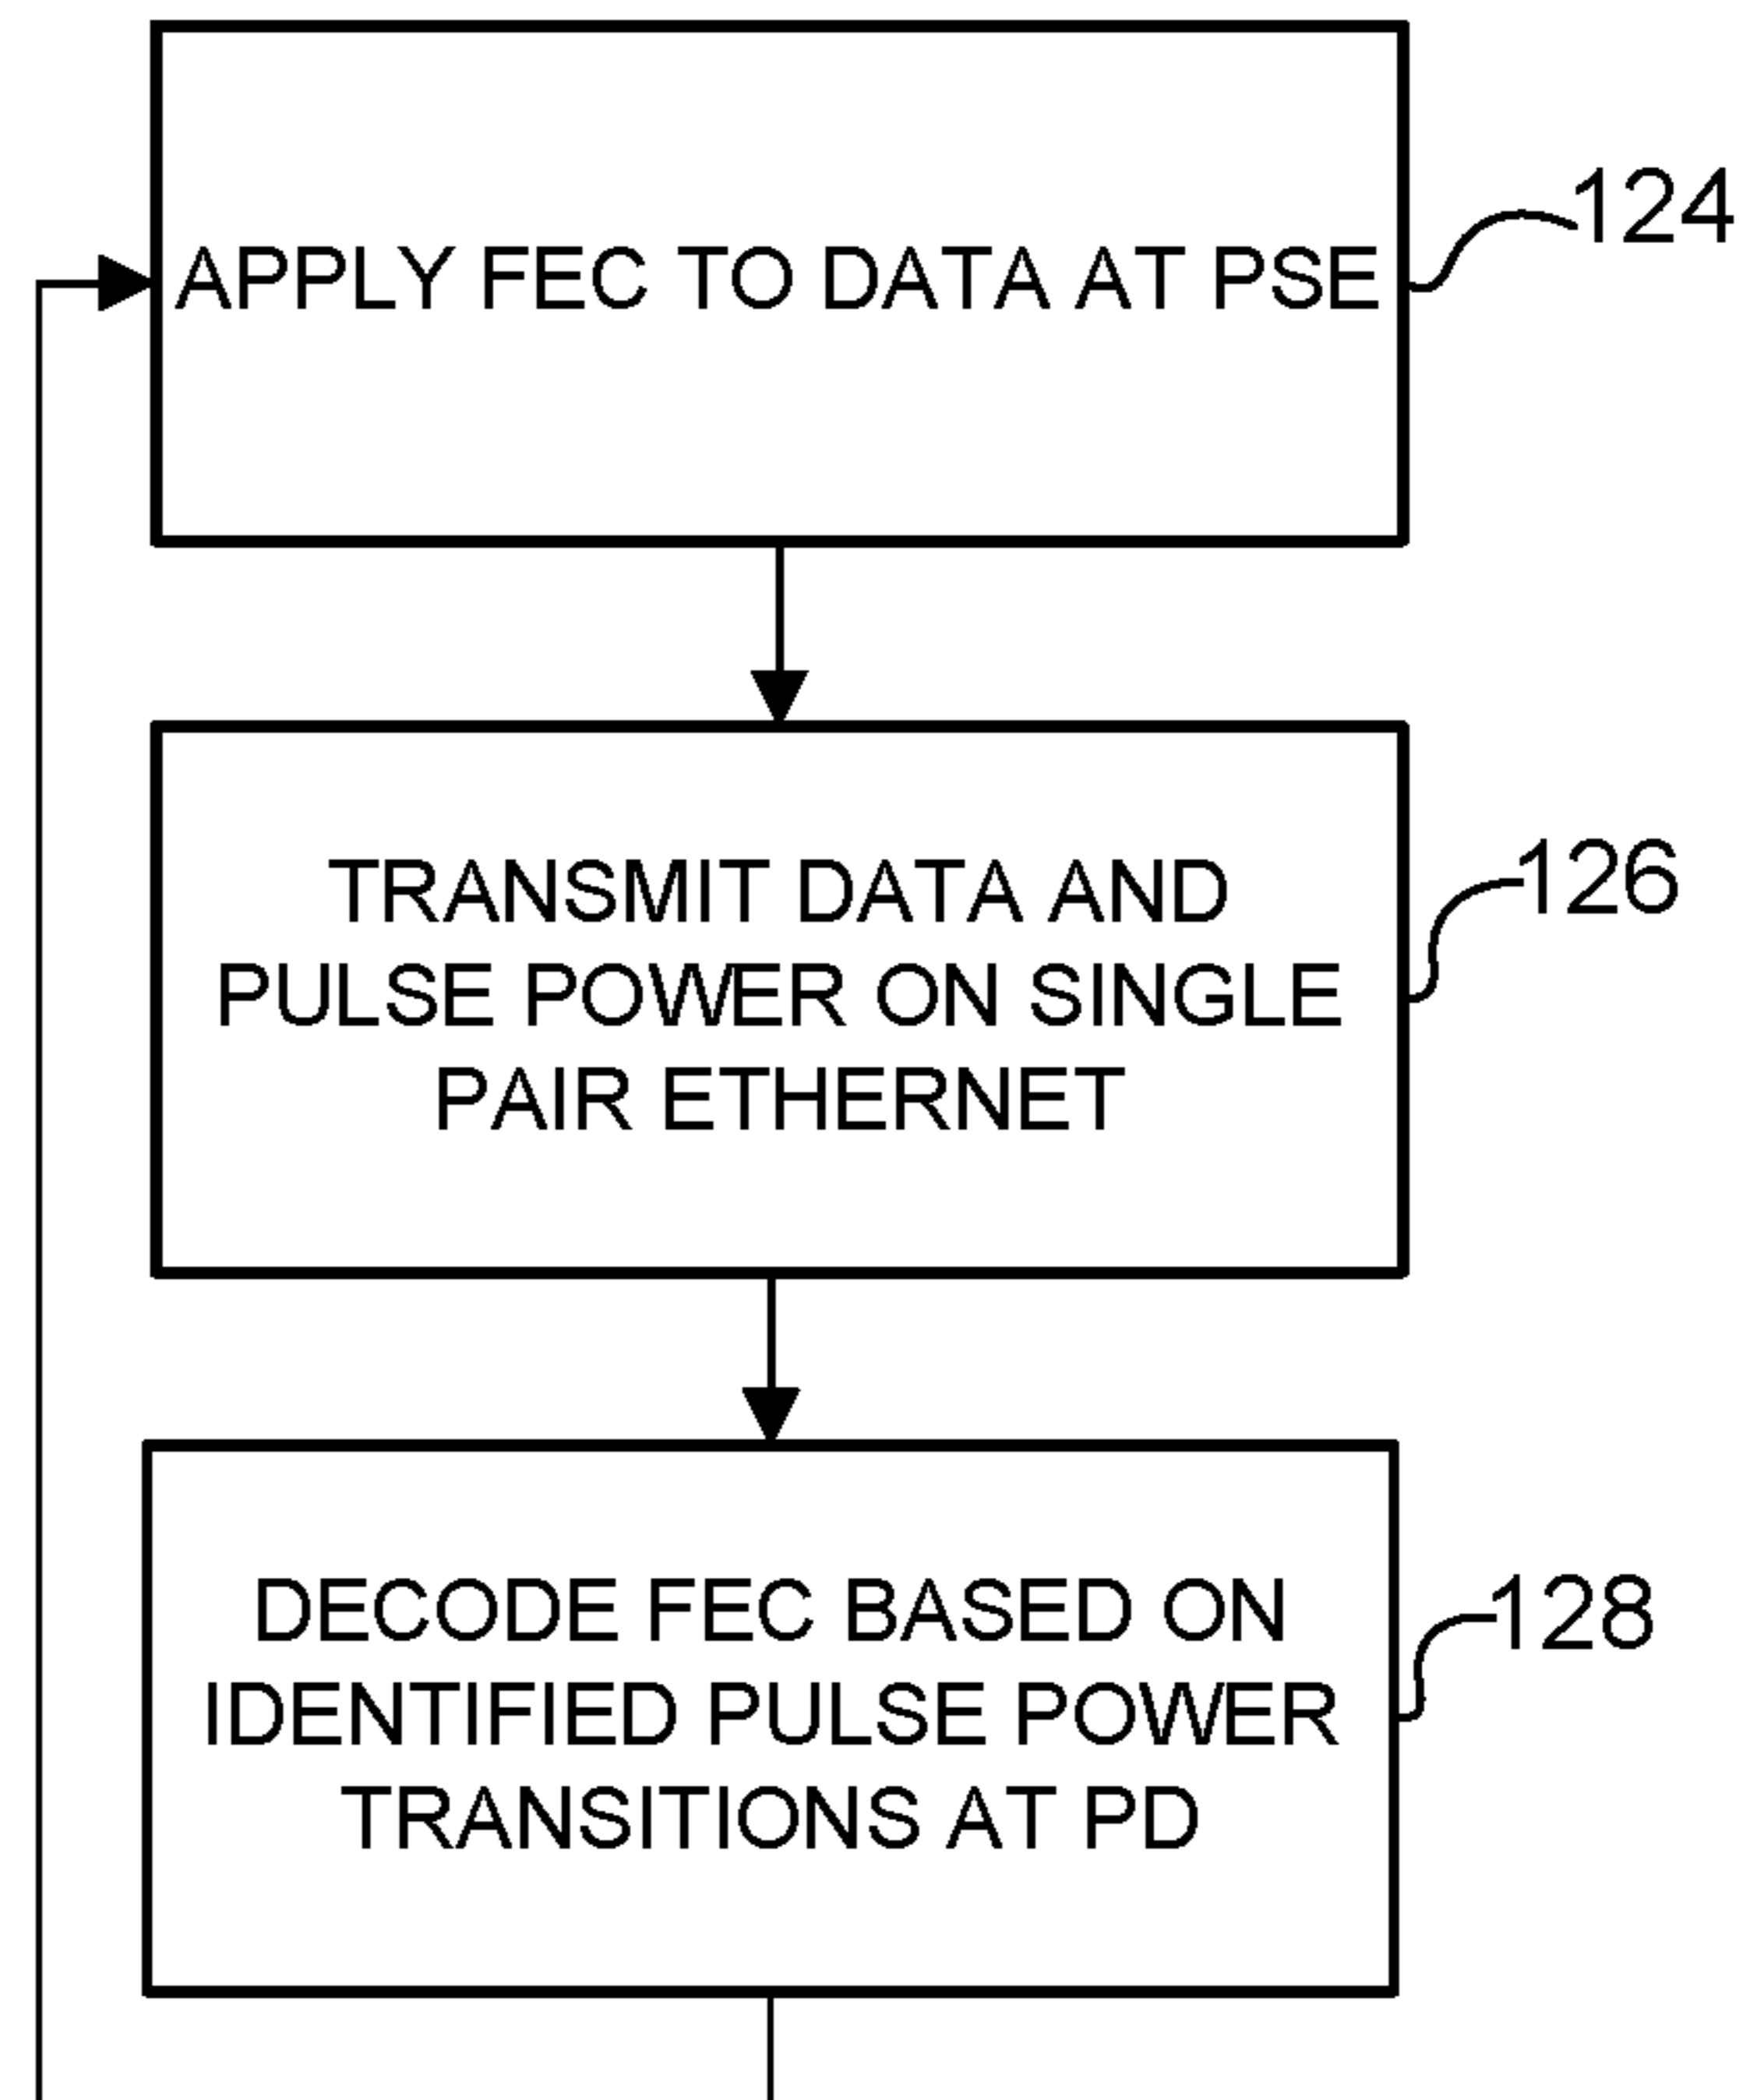 APPLY FEC TO DATA AT PSE
124
TRANSMIT DATA AND
PULSE POWER ON SINGLE
PAIR ETHERNET
126
DECODE FEC BASED ON
IDENTIFIED PULSE POWER
TRANSITIONS AT PD
128